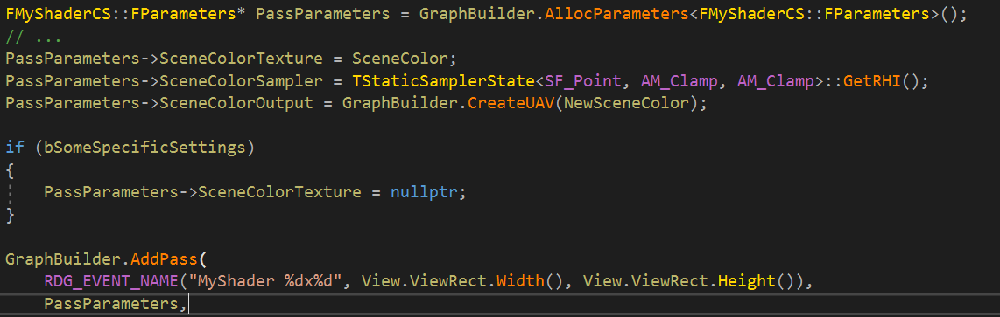 FMyShaderCS::FParameters* PassParameters = GraphBuilder.AllocParameters<FMyShaderCS::FParameters>();
// ...
PassParameters->SceneColorTexture = SceneColor;
PassParameters->SceneColorSampler = TStaticSamplerState<SF_Point, AM_Clamp, AM_Clamp>::GetRHI();
PassParameters->SceneColorOutput = GraphBuilder.CreateUAV(NewSceneColor);
if (bSomeSpecificSettings)
{
PassParameters->SceneColorTexture = nullptr;
}
GraphBuilder.AddPass(
RDG_EVENT_NAME("MyShader %dx%d", View.ViewRect.Width(), View.ViewRect.Height()),
PassParameters,